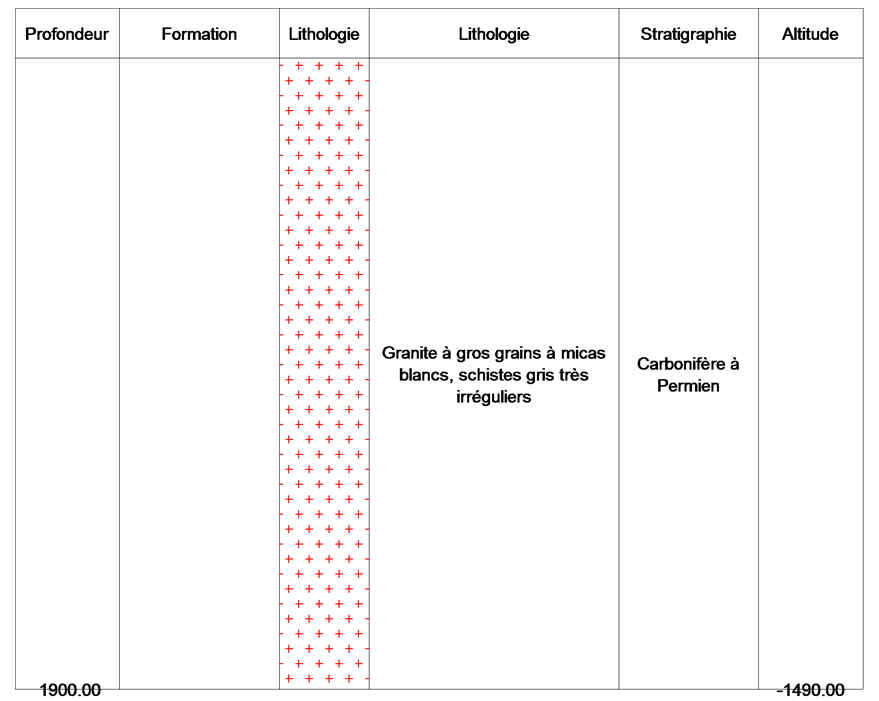 Profondeur Formation Lithologie Lithologie Stratigraphie Altitude
Granite à gros grains à micas
blancs, schistes gris très
irréguliers
Carbonifère à
Permien
1900.00 -1490.00